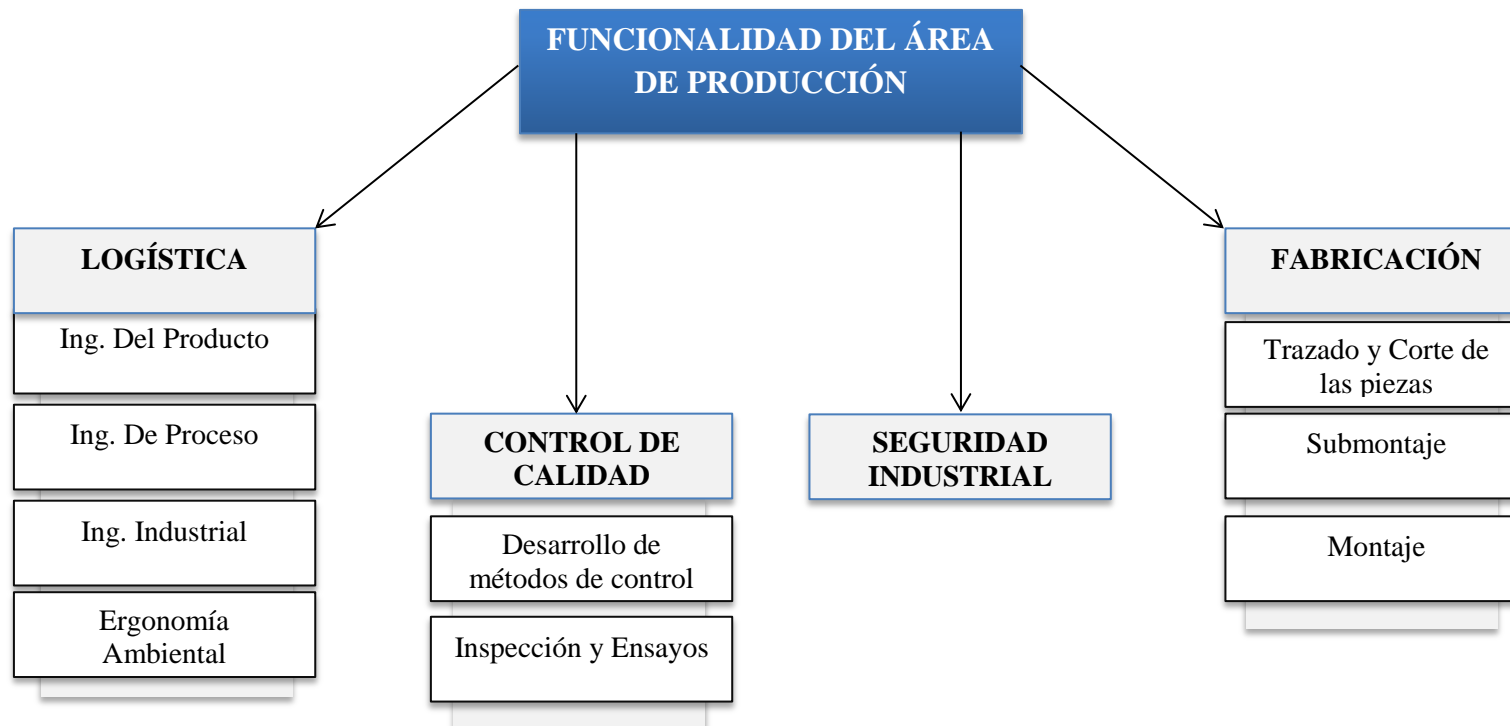 FUNCIONALIDAD DEL ÁREA
DE PRODUCCIÓN
LOGÍSTICA
Ing. Del Producto
Ing. De Proceso
Ing. Industrial
Ergonomía
Ambiental
CONTROL DE
CALIDAD
Desarrollo de
métodos de control
Inspección y Ensayos
SEGURIDAD
INDUSTRIAL
FABRICACIÓN
Trazado y Corte de
las piezas
Submontaje
Montaje